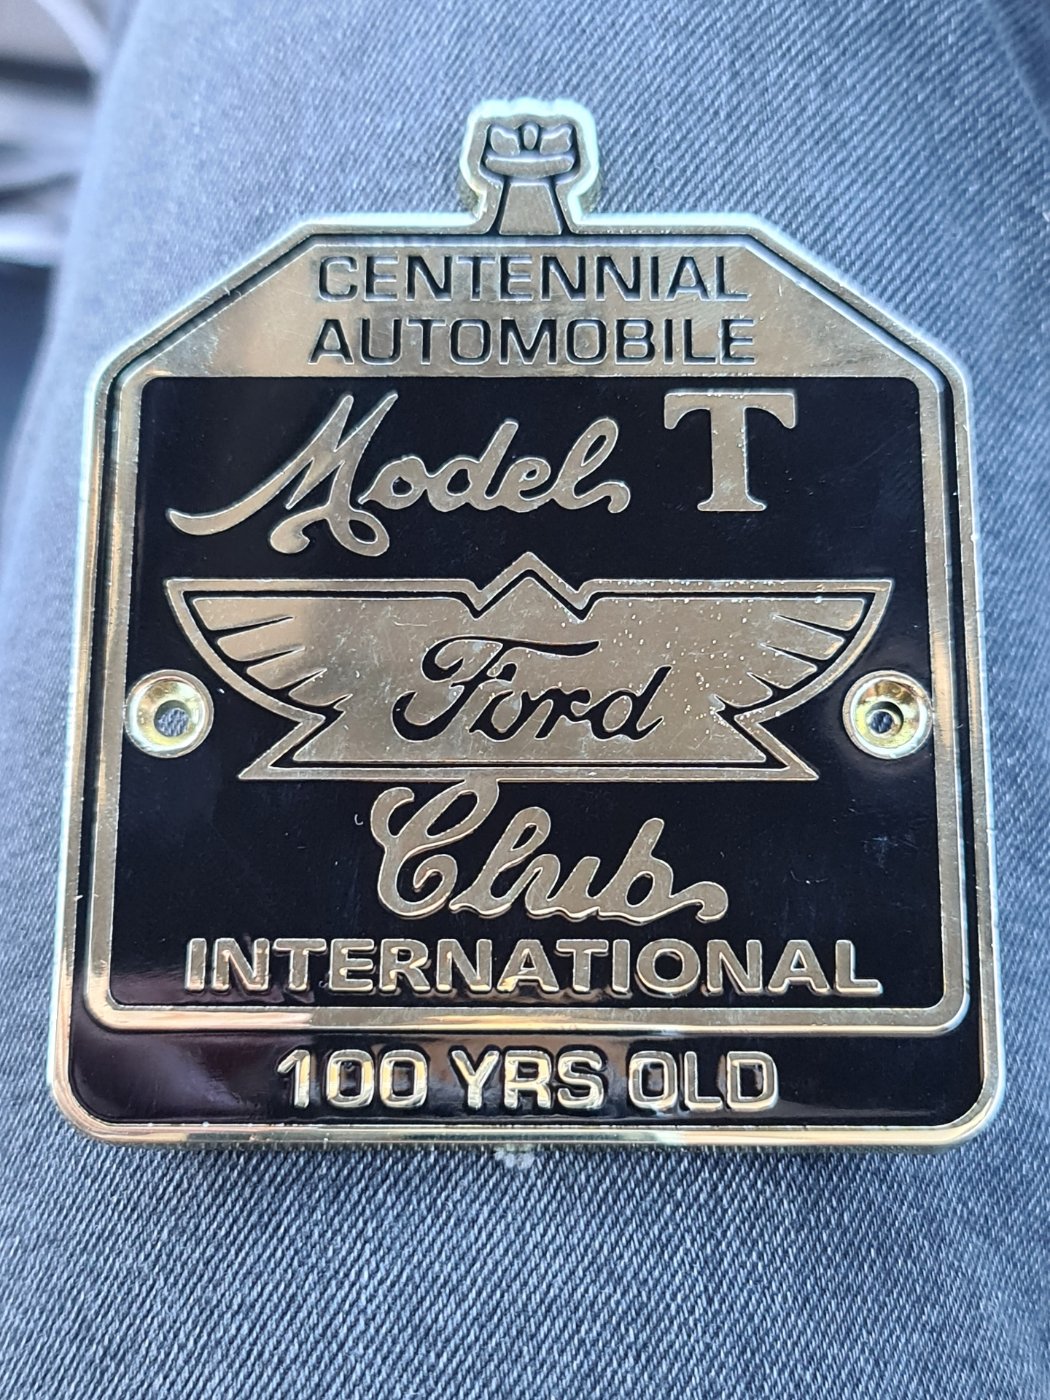 CENTENNIAL
AUTOMOBILE
Model T
Ford
Club
INTERNATIONAL
100 YRS OLD